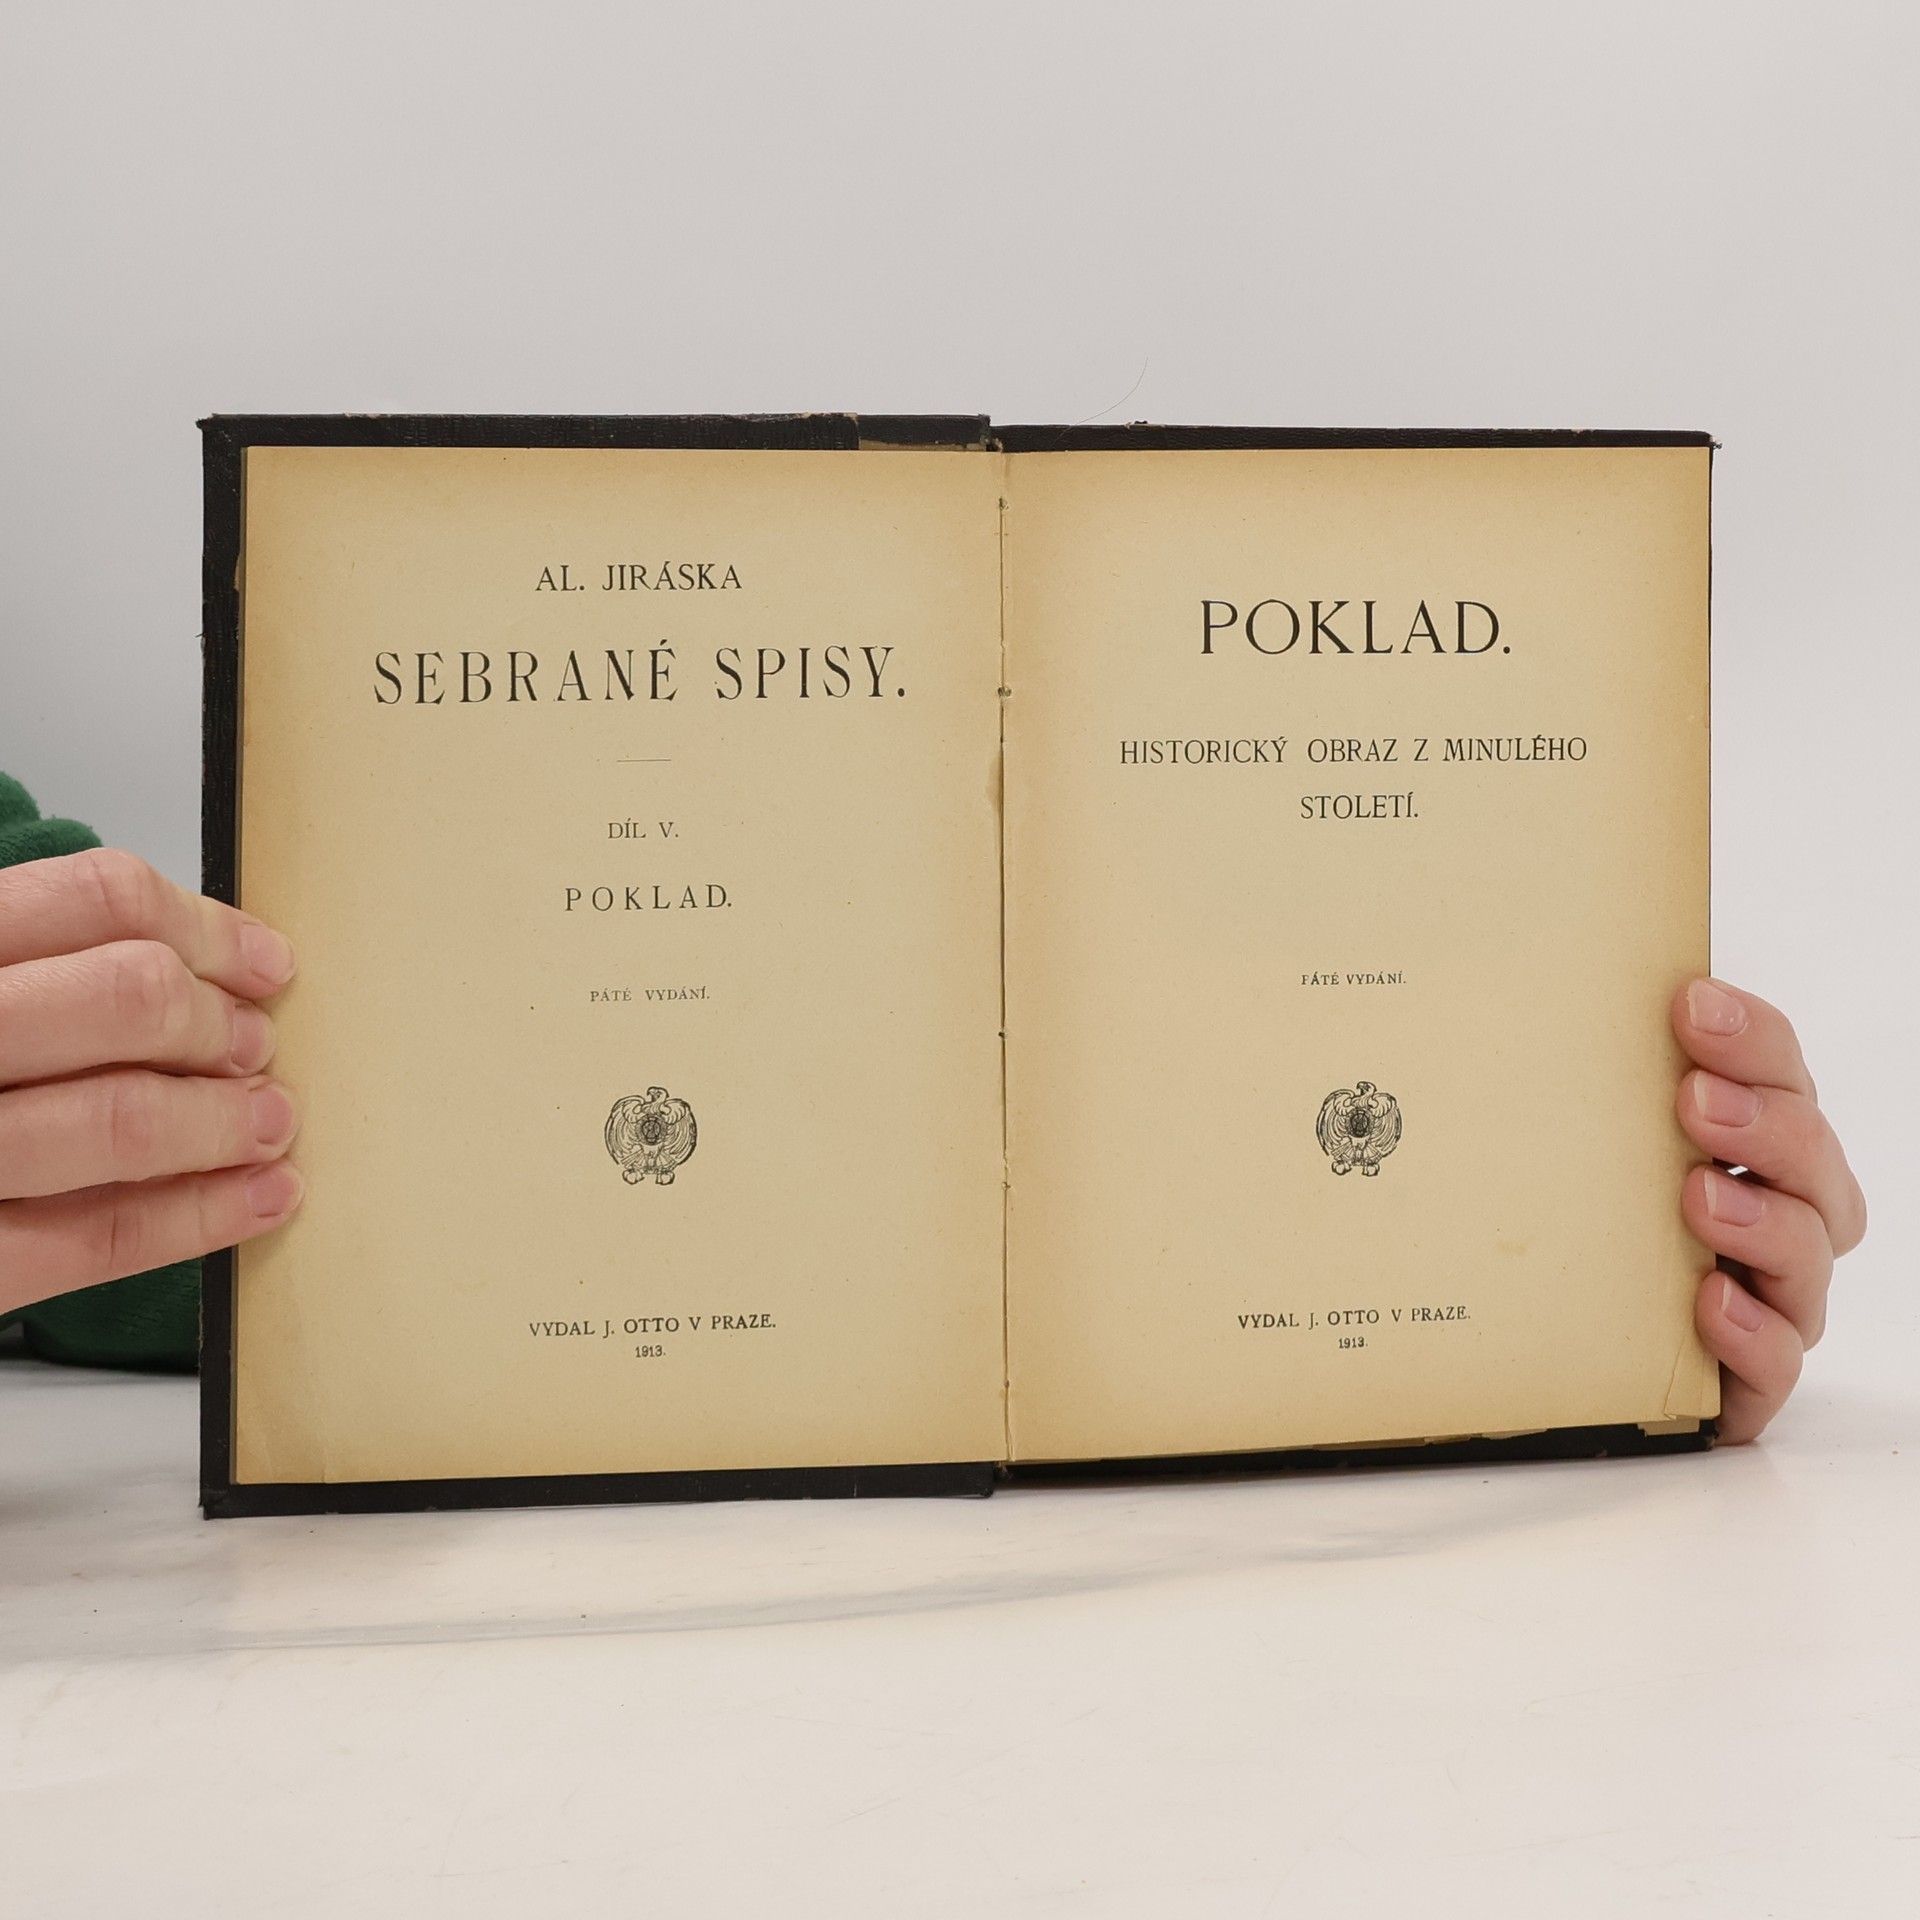 AL. JIRÁSKA
SEBRANÉ SPISY.
DÍL V.
POKLAD.
PÁTÉ VYDÁNÍ.
VYDAL J. OTTO V PRAZE.
1913.
POKLAD.
HISTORICKÝ OBRAZ Z MINULÉHO
STOLETÍ.
PÁTÉ VYDÁNÍ.
VYDAL J. OTTO V PRAZE.
1913.